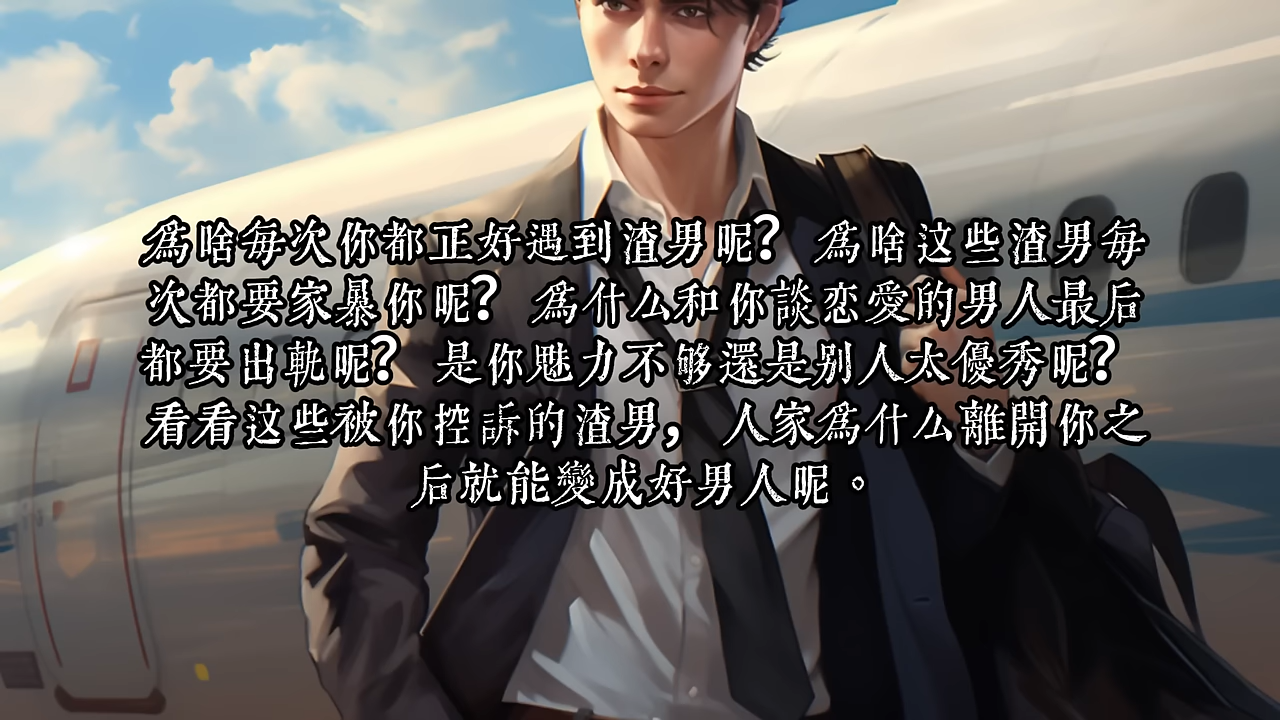 爲啥每次你都正好遇到渣男呢？ 爲啥这些渣男每
次都要家暴你呢？ 爲什么和你談恋愛的男人最后
都要出軌呢？ 是你魅力不够還是别人太優秀呢？
看看这些被你控訴的渣男， 人家爲什么離開你之
后就能變成好男人呢。